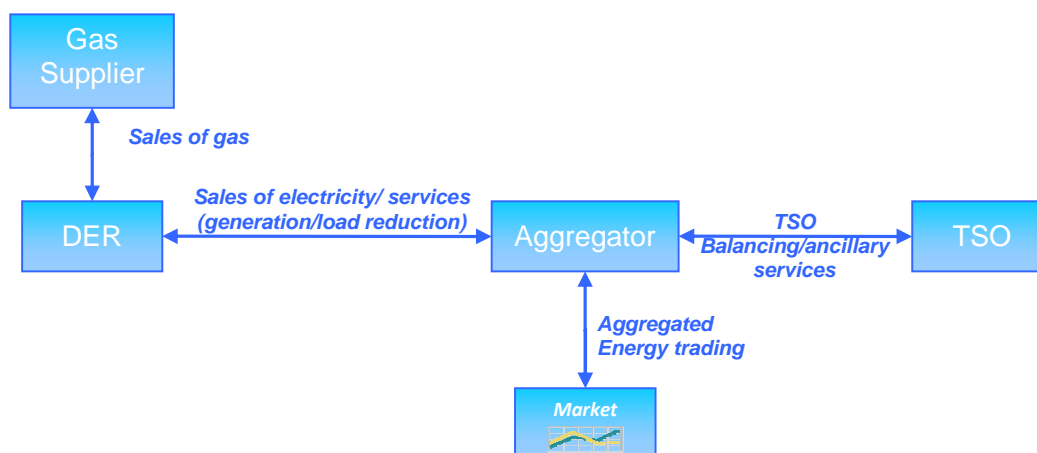 Gas
Supplier
Sales of gas
Sales of electricity/ services
(generation/load reduction)
DER
Aggregator
TSO
Balancing/ancillary
services
TSO
Aggregated
Energy trading
Market